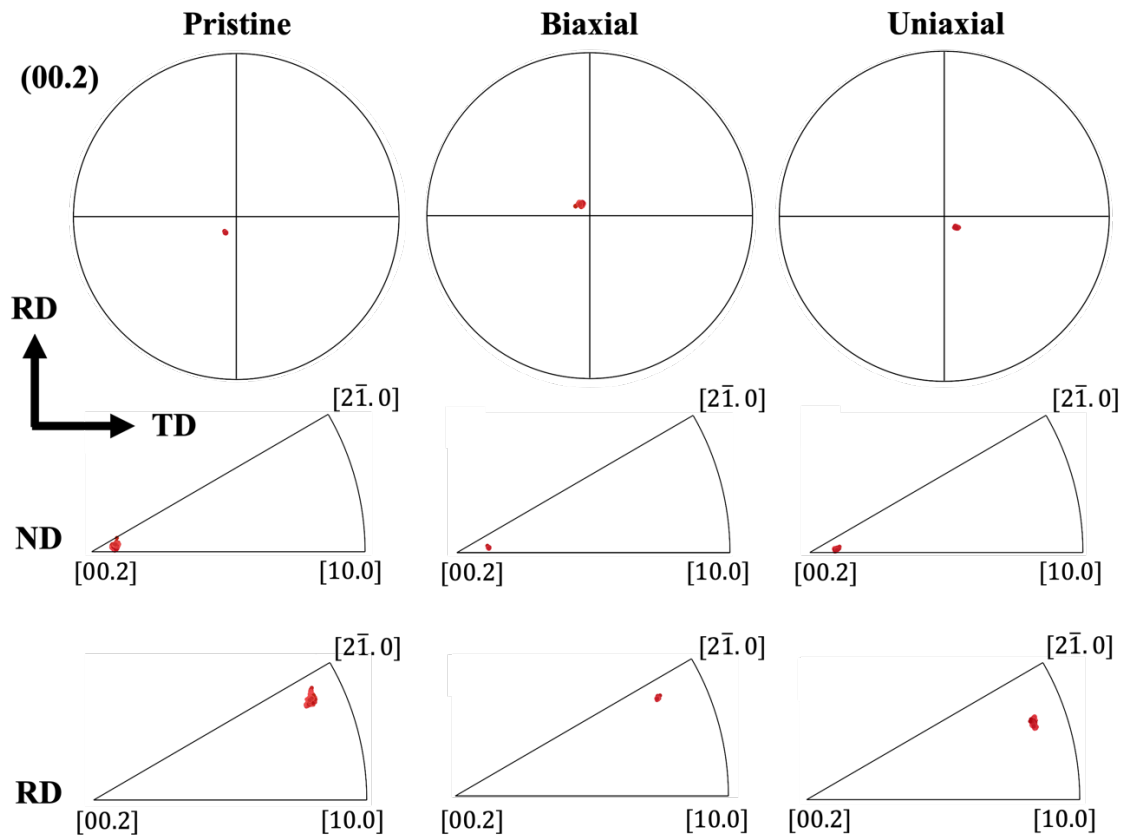 Pristine Biaxial Uniaxial
(00.2)
RD
TD
[21̅.0] [21̅.0] [21̅.0]
ND
[00.2] [10.0] [00.2] [10.0] [00.2] [10.0]
[21̅.0] [21̅.0] [21̅.0]
RD
[00.2] [10.0] [00.2] [10.0] [00.2] [10.0]